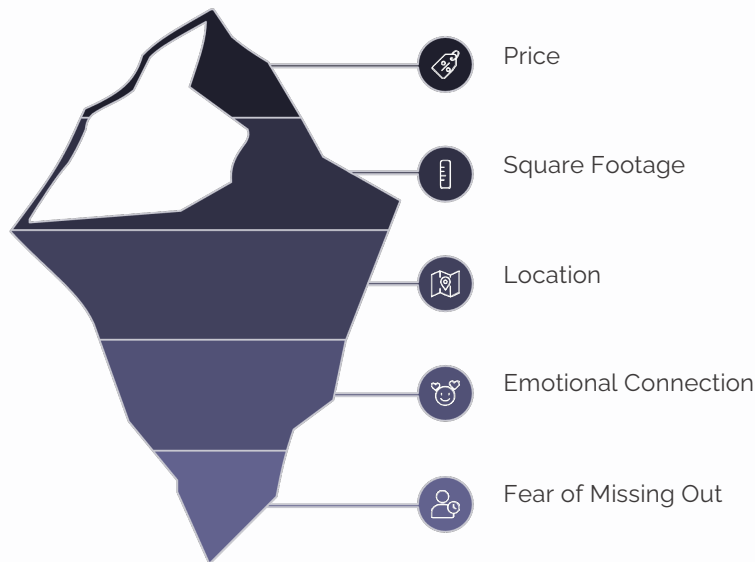 Price
Square Footage
Location
Emotional Connection
Fear of Missing Out